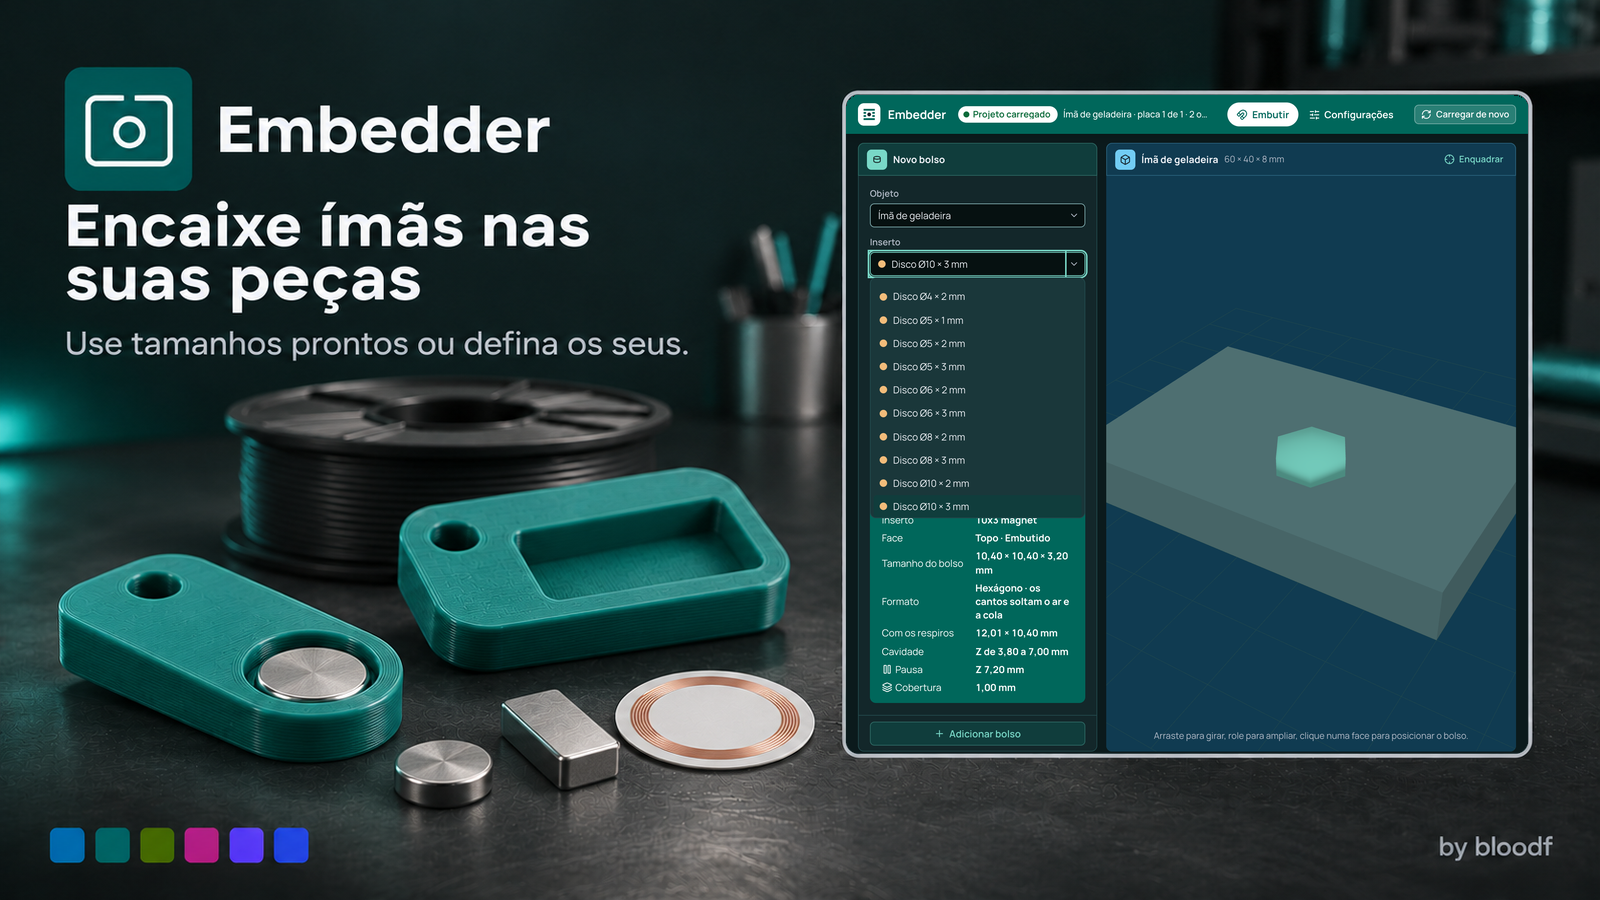 Embedder
Encaixe ímãs nas
suas peças
Use tamanhos prontos ou defina os seus.
Embedder
Projeto carregado
Ímã de geladeira · placa 1 de 1 · 2 o...
Embutir
Configurações
Carregar de novo
Novo bolso
Objeto
Ímã de geladeira
Inserto
Disco Ø10 × 3 mm
Disco Ø4 × 2 mm
Disco Ø5 × 1 mm
Disco Ø5 × 2 mm
Disco Ø5 × 3 mm
Disco Ø6 × 2 mm
Disco Ø6 × 3 mm
Disco Ø8 × 2 mm
Disco Ø8 × 3 mm
Disco Ø10 × 2 mm
Disco Ø10 × 3 mm
Inserto 10x3 magnet
Face Topo · Embutido
Tamanho do bolso 10,40 × 10,40 × 3,20
mm
Formato Hexágono · os
cantos soltam o ar e
a cola
Com os respiros 12,01 × 10,40 mm
Cavidade Z de 3,80 a 7,00 mm
Pausa Z 7,20 mm
Cobertura 1,00 mm
+ Adicionar bolso
Ímã de geladeira 60 × 40 × 8 mm
Enquadrar
Arraste para girar, role para ampliar, clique numa face para posicionar o bolso.
by bloodf